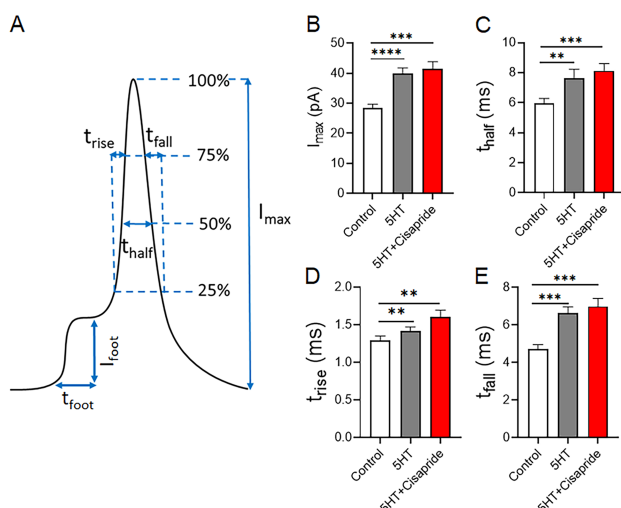 A
100%
t_rise
t_fall
75%
I_max
50%
t_half
25%
I_foot
t_foot
B
I_max (pA)
50
40
30
20
10
0
****
***
Control
5HT
5HT+Cisapride
C
t_half (ms)
10
8
6
4
2
0
**
***
Control
5HT
5HT+Cisapride
D
t_rise (ms)
2.0
1.5
1.0
0.5
0.0
**
**
Control
5HT
5HT+Cisapride
E
t_fall (ms)
8
6
4
2
0
***
***
Control
5HT
5HT+Cisapride